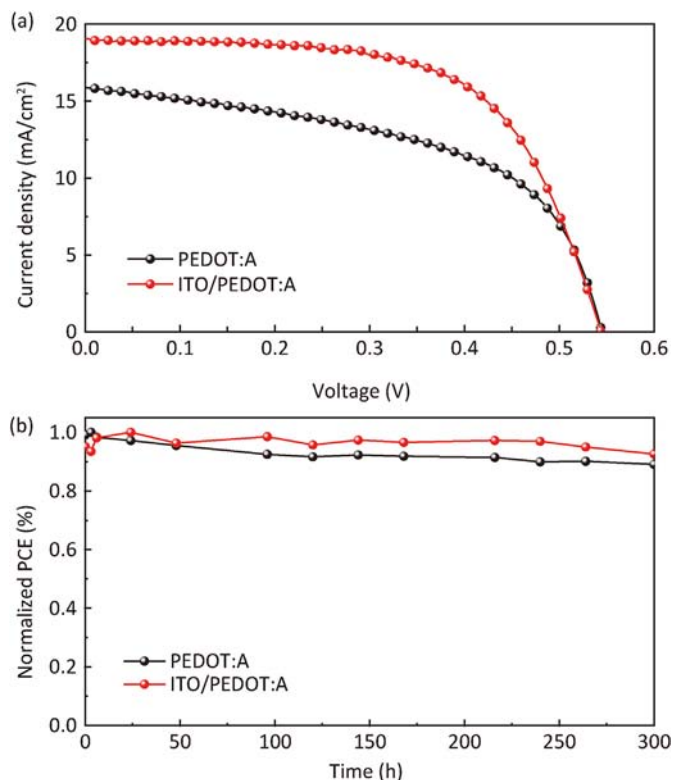 (a)
20
15
10
5
0
Current density (mA/cm²)
PEDOT:A
ITO/PEDOT:A
0.0 0.1 0.2 0.3 0.4 0.5 0.6
Voltage (V)
(b)
1.0
0.8
0.6
0.4
0.2
0.0
Normalized PCE (%)
PEDOT:A
ITO/PEDOT:A
0 50 100 150 200 250 300
Time (h)